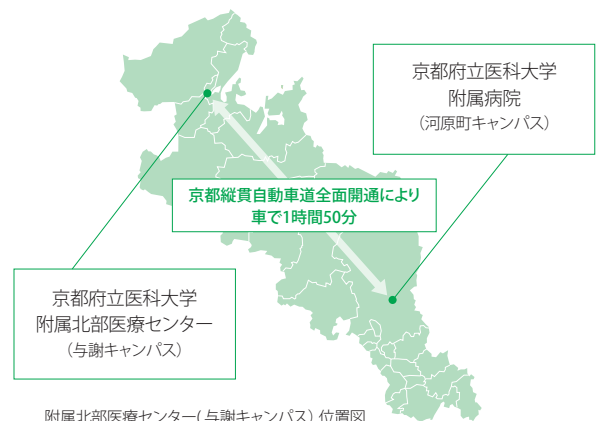 京都府立医科大学
附属病院
（河原町キャンパス）
京都縦貫自動車道全面開通により
車で1時間50分
京都府立医科大学
附属北部医療センター
（与謝キャンパス）
附属北部医療センター(与謝キャンパス) 位置図